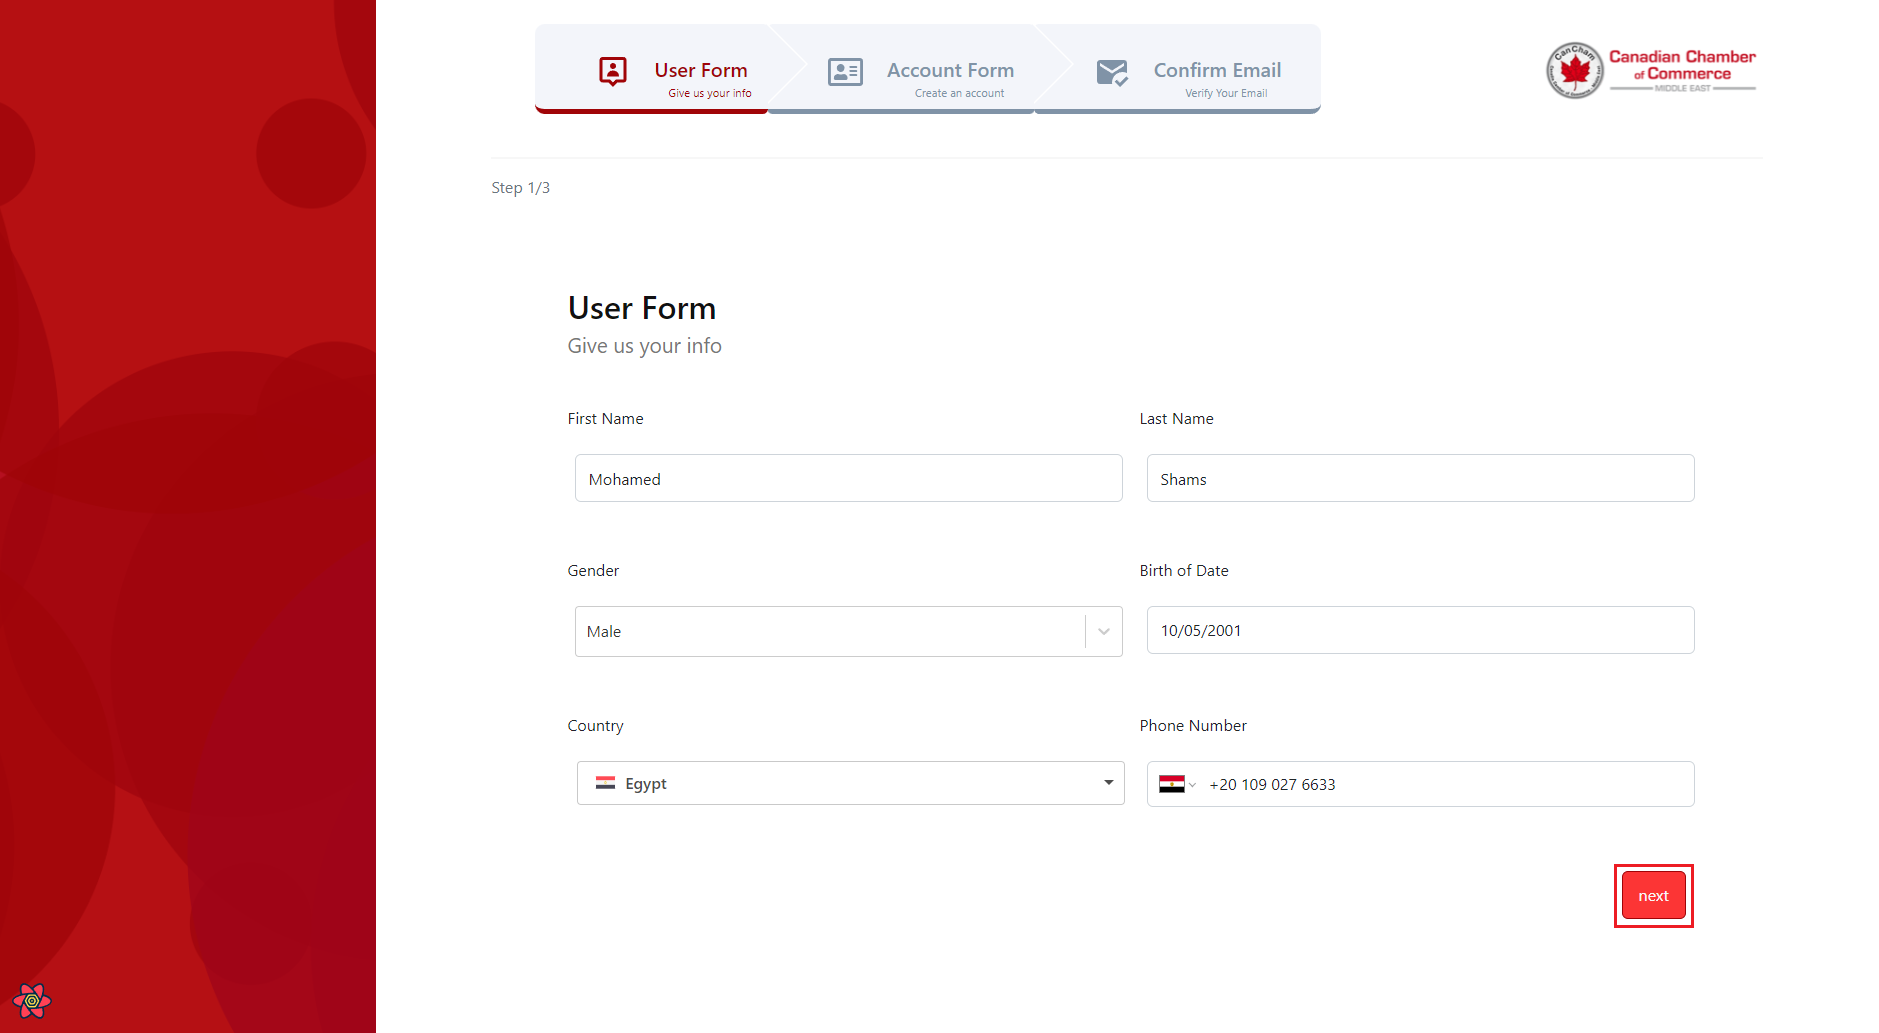 User Form
Give us your info
Account Form
Create an account
Confirm Email
Verify Your Email
CanCham
Canadian Chamber
of Commerce
MIDDLE EAST
Step 1/3
User Form
Give us your info
First Name
Last Name
Mohamed
Shams
Gender
Birth of Date
Male
10/05/2001
Country
Phone Number
Egypt
+20 109 027 6633
next